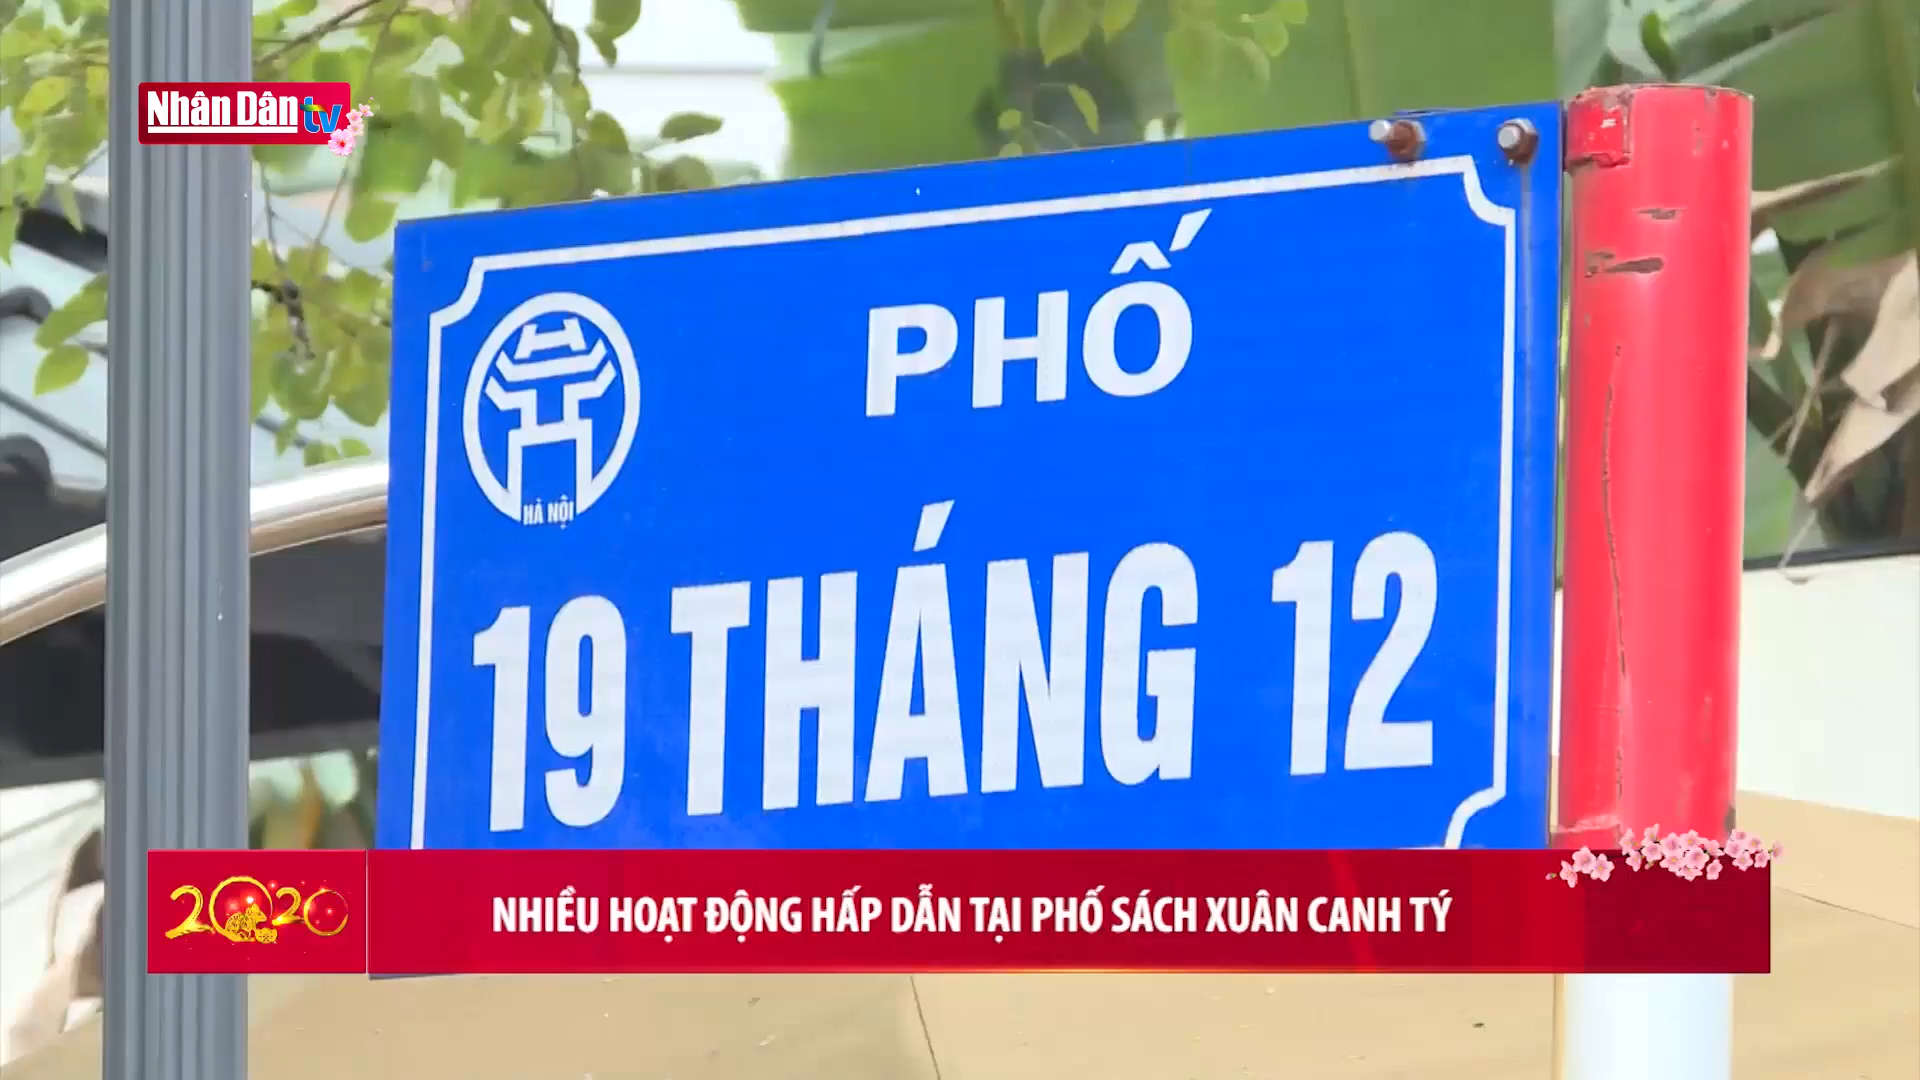 Nhân Dân tv
PHỐ
HÀ NỘI
19 THÁNG 12
2020
NHIỀU HOẠT ĐỘNG HẤP DẪN TẠI PHỐ SÁCH XUÂN CANH TÝ